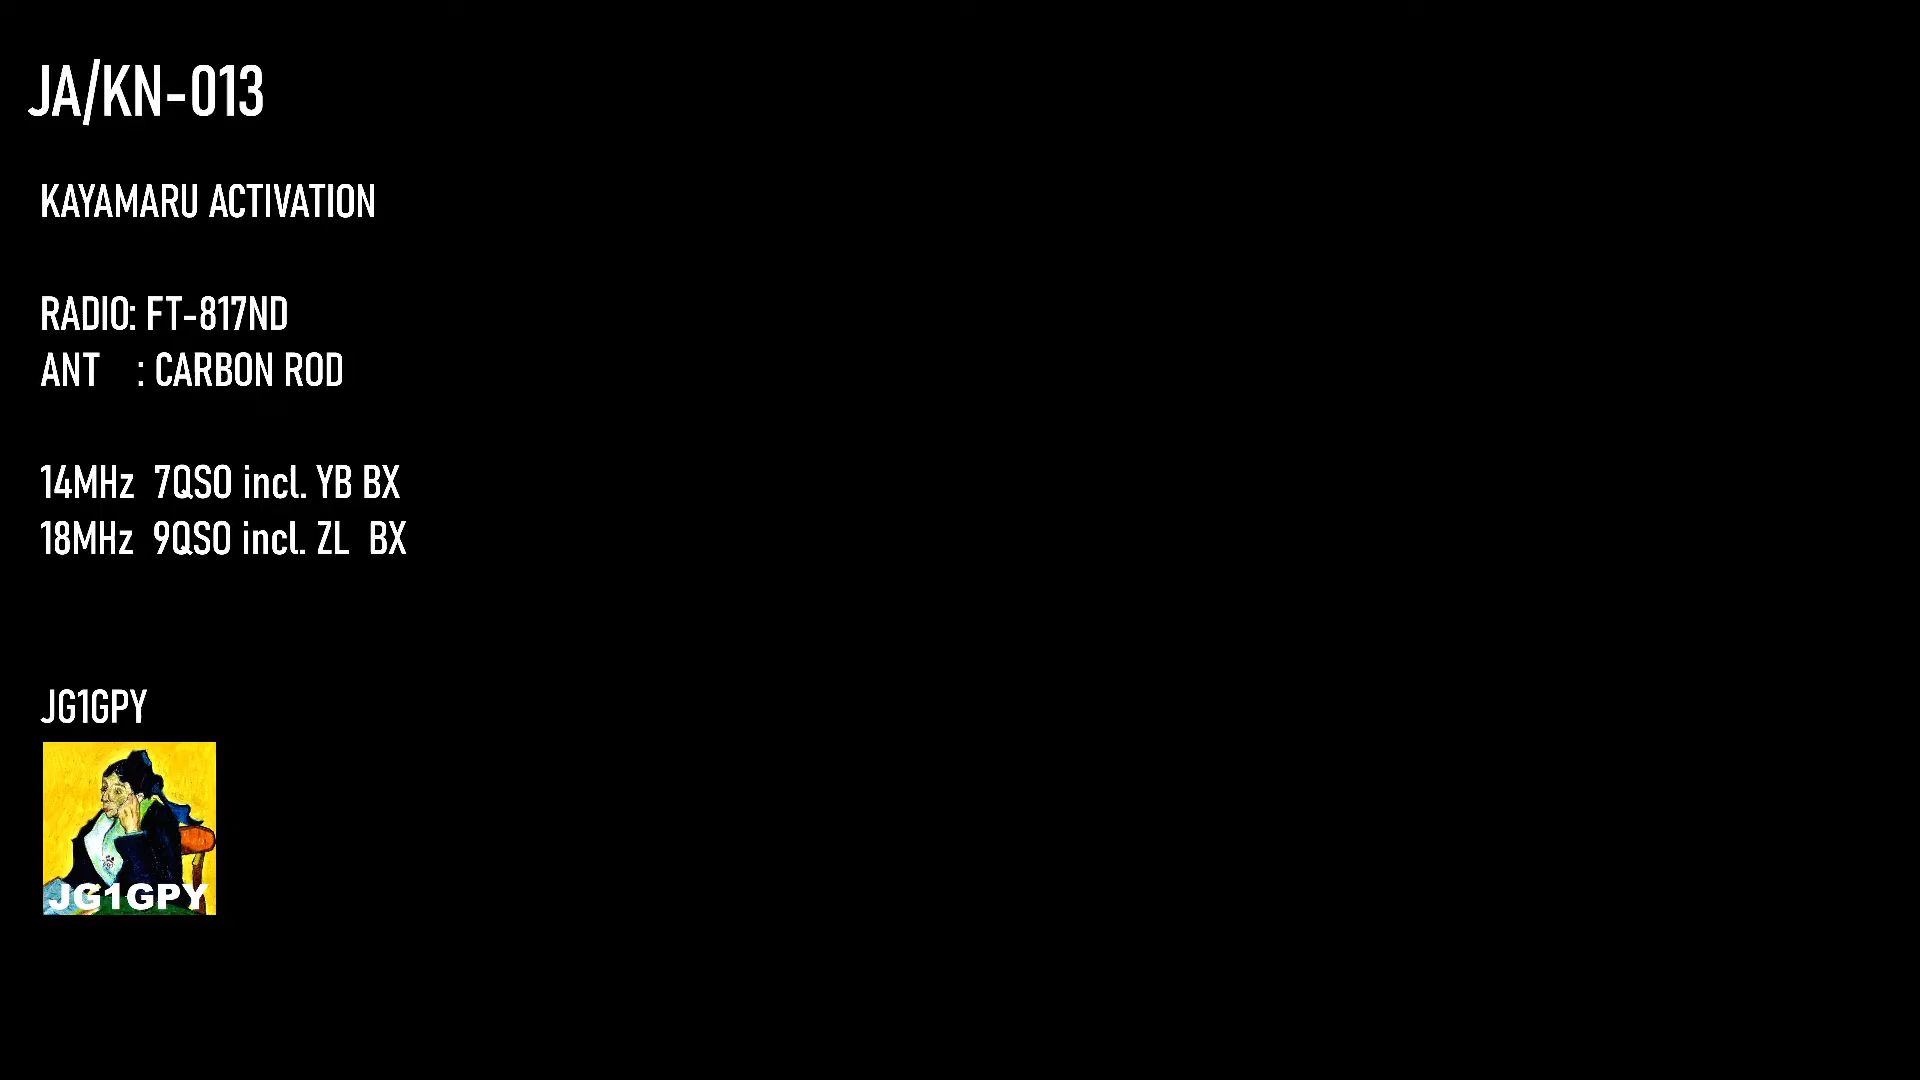 JA/KN-013
KAYAMARU ACTIVATION
RADIO: FT-817ND
ANT : CARBON ROD
14MHz 7QSO incl. YB BX
18MHz 9QSO incl. ZL BX
JG1GPY
JG1GPY